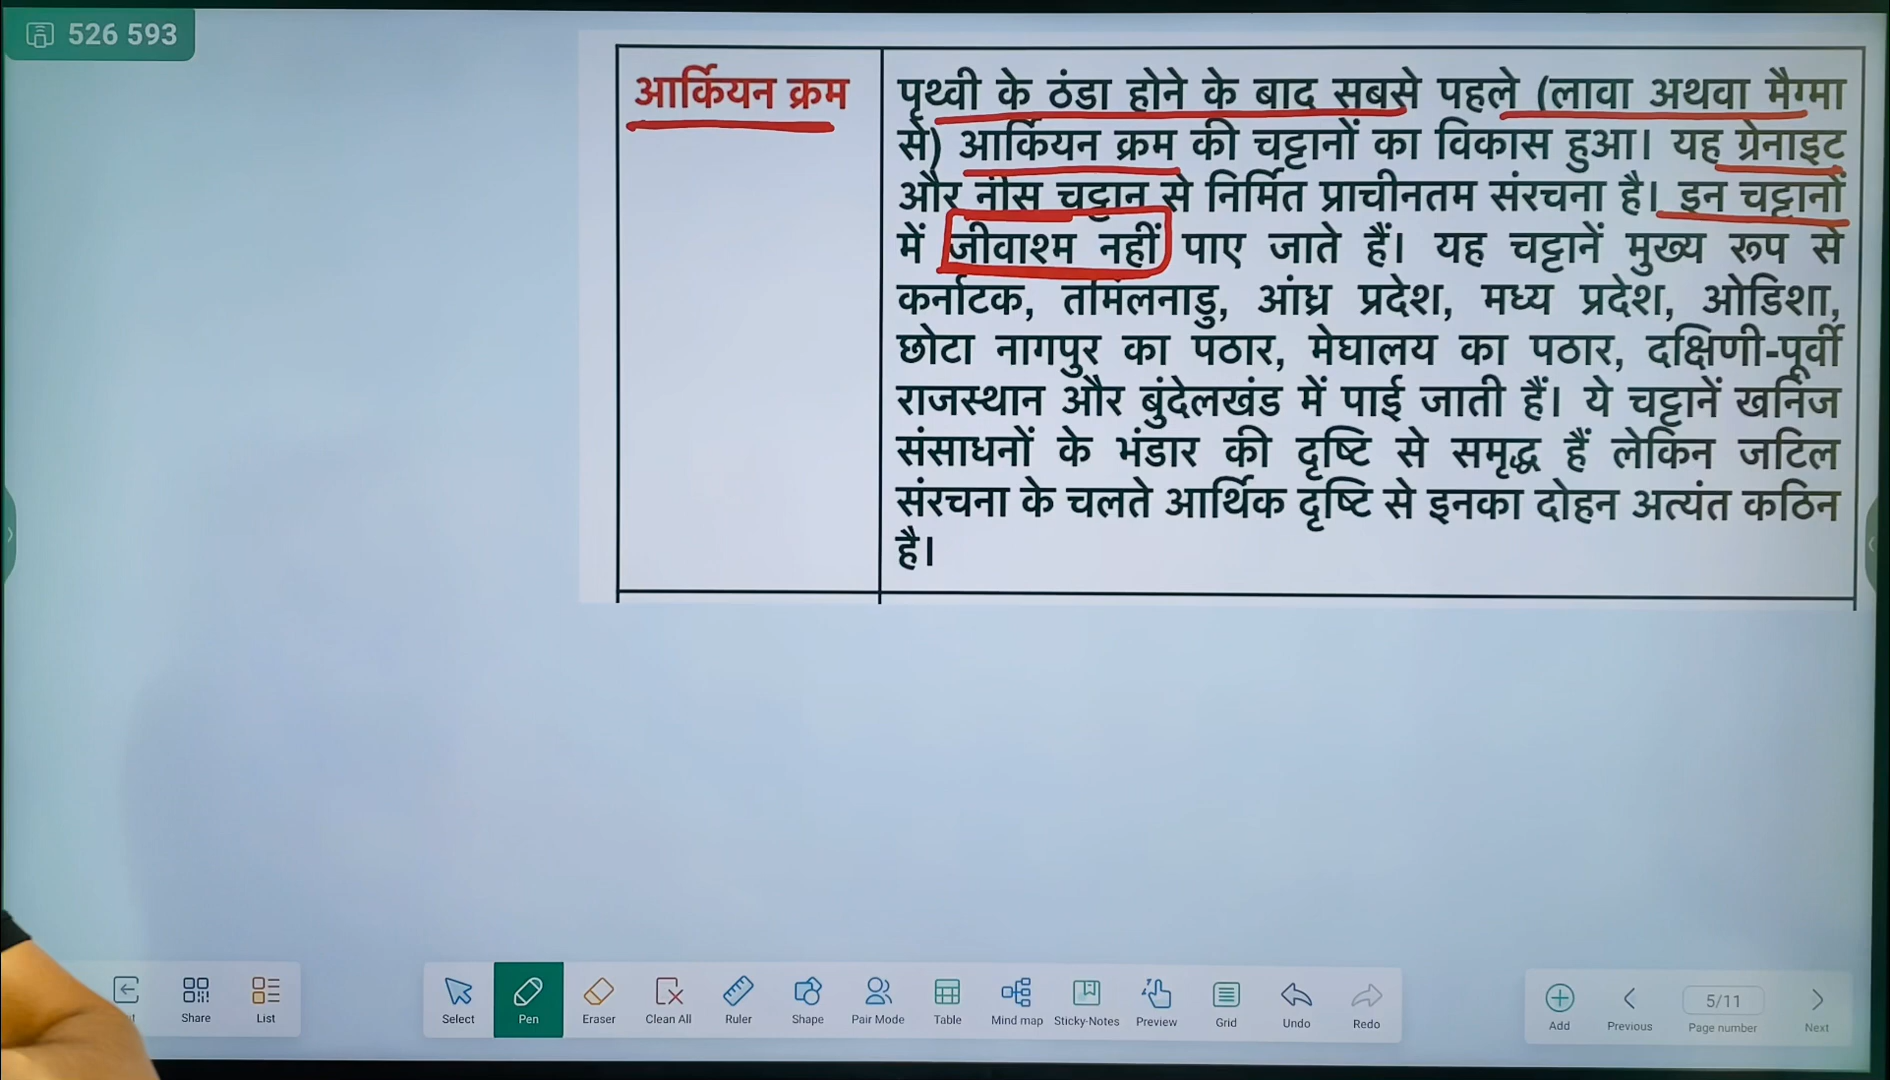 526 593
आर्कियन क्रम
पृथ्वी के ठंडा होने के बाद सबसे पहले (लावा अथवा मैग्मा
से) आर्कियन क्रम की चट्टानों का विकास हुआ। यह ग्रेनाइट
और नीस चट्टान से निर्मित प्राचीनतम संरचना है। इन चट्टानों
में जीवाश्म नहीं पाए जाते हैं। यह चट्टानें मुख्य रूप से
कर्नाटक, तमिलनाडु, आंध्र प्रदेश, मध्य प्रदेश, ओडिशा,
छोटा नागपुर का पठार, मेघालय का पठार, दक्षिणी-पूर्वी
राजस्थान और बुंदेलखंड में पाई जाती हैं। ये चट्टानें खनिज
संसाधनों के भंडार की दृष्टि से समृद्ध हैं लेकिन जटिल
संरचना के चलते आर्थिक दृष्टि से इनका दोहन अत्यंत कठिन
है।
Share List Select Pen Eraser Clean All Ruler Shape Pair Mode Table Mind map Sticky-Notes Preview Grid Undo Redo Add Previous 5/11 Page number Next